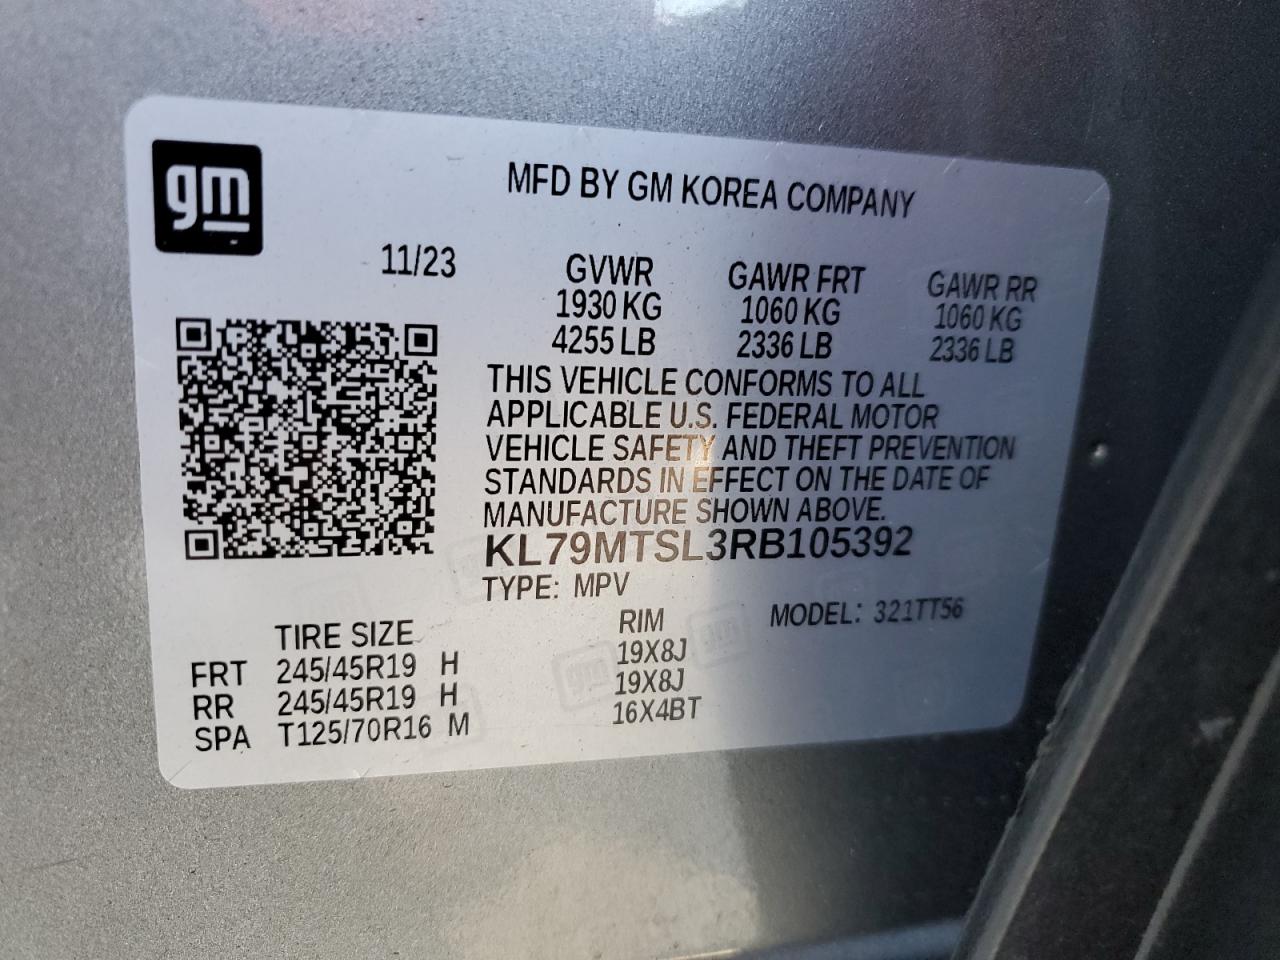 gm
MFD BY GM KOREA COMPANY
11/23
GVWR GAWR FRT GAWR RR
1930 KG 1060 KG 1060 KG
4255 LB 2336 LB 2336 LB
THIS VEHICLE CONFORMS TO ALL
APPLICABLE U.S. FEDERAL MOTOR
VEHICLE SAFETY AND THEFT PREVENTION
STANDARDS IN EFFECT ON THE DATE OF
MANUFACTURE SHOWN ABOVE.
KL79MTSL3RB105392
TYPE: MPV
MODEL: 321TT56
TIRE SIZE RIM
FRT 245/45R19 H 19X8J
RR 245/45R19 H 19X8J
SPA T125/70R16 M 16X4BT